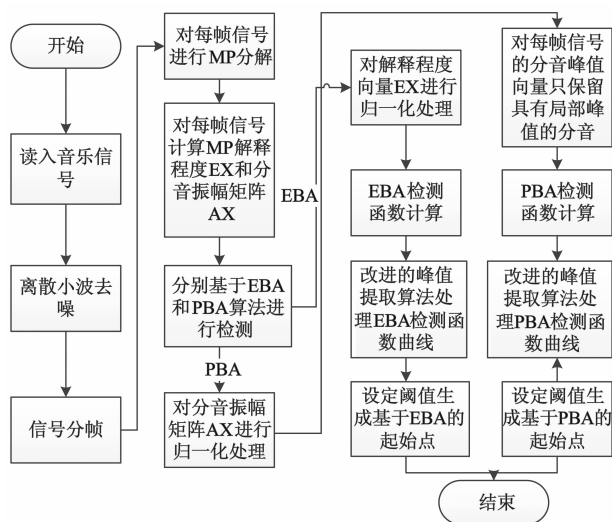 开始
读入音乐信
号
离散小波去
噪
信号分帧
对每帧信号
进行MP分解
对每帧信号
计算MP解释
程度EX和分
音振幅矩阵
AX
分别基于EBA
和PBA算法进
行检测
PBA
对分音振幅
矩阵AX进行
归一化处理
EBA
对解释程度
向量EX进行
归一化处理
EBA检测
函数计算
改进的峰值
提取算法处
理EBA检测函
数曲线
设定阈值生
成基于EBA的
起始点
对每帧信号
的分音峰值
向量只保留
具有局部峰
值的分音
PBA检测
函数计算
改进的峰值
提取算法处
理PBA检测函
数曲线
设定阈值生
成基于PBA的
起始点
结束